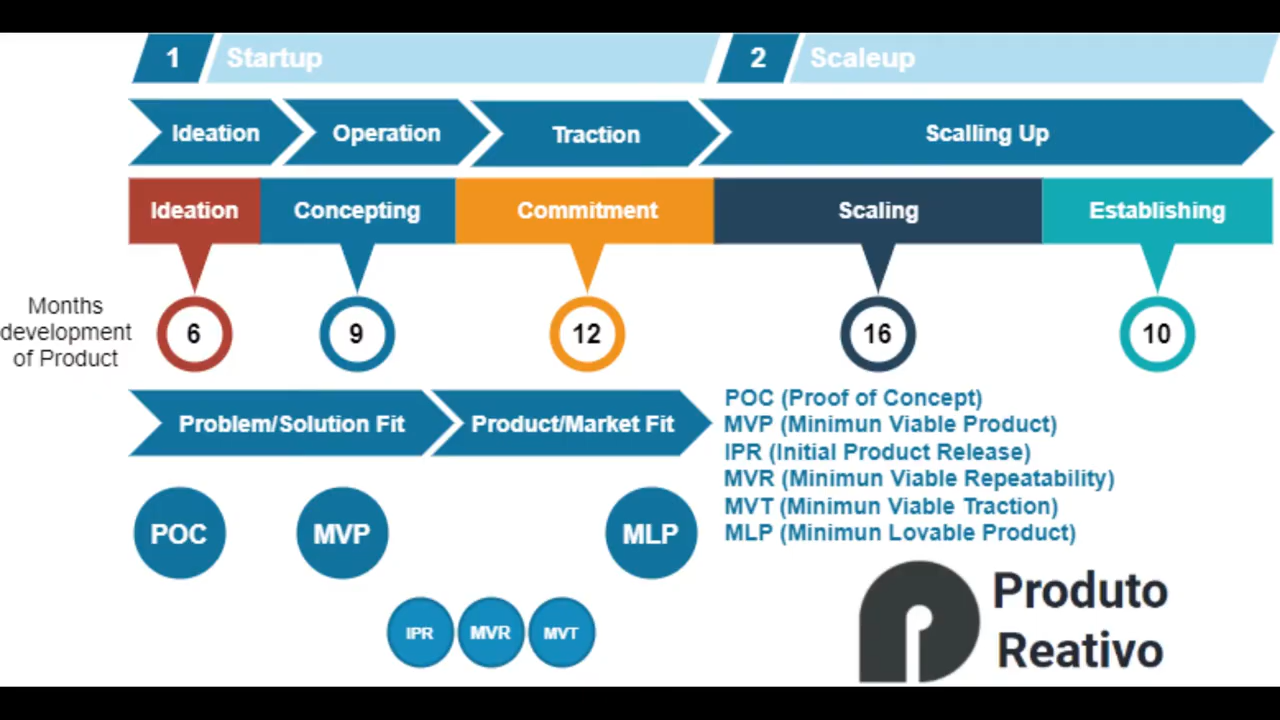 1 Startup 2 Scaleup
Ideation Operation Traction Scalling Up
Ideation Concepting Commitment Scaling Establishing
Months
development
of Product
6 9 12 16 10
Problem/Solution Fit Product/Market Fit
POC (Proof of Concept)
MVP (Minimun Viable Product)
IPR (Initial Product Release)
MVR (Minimun Viable Repeatability)
MVT (Minimun Viable Traction)
MLP (Minimun Lovable Product)
POC MVP MLP
IPR MVR MVT
Produto
Reativo